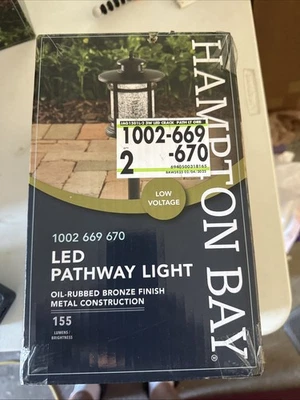 HAMPTON BAY®
1002-669
2 -670
LOW
VOLTAGE
1002 669 670
LED
PATHWAY LIGHT
OIL-RUBBED BRONZE FINISH
METAL CONSTRUCTION
155
LUMENS /
BRIGHTNESS